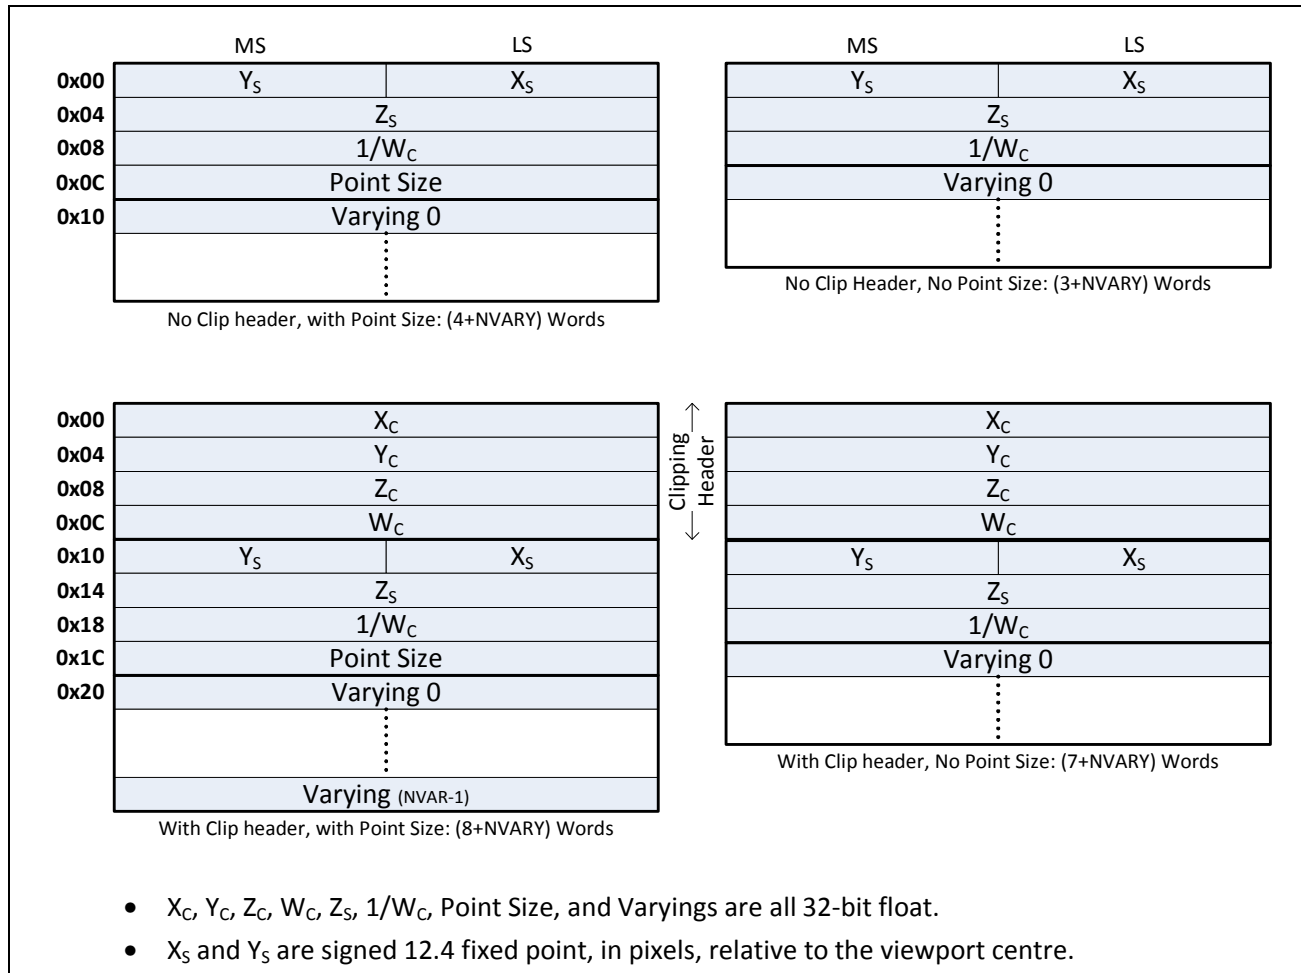 MS LS
0x00 YS XS
0x04 ZS
0x08 1/WC
0x0C Point Size
0x10 Varying 0
No Clip header, with Point Size: (4+NVARY) Words
MS LS
YS XS
ZS
1/WC
Varying 0
No Clip Header, No Point Size: (3+NVARY) Words
0x00 XC
0x04 YC
0x08 ZC
0x0C WC
0x10 YS XS
0x14 ZS
0x18 1/WC
0x1C Point Size
0x20 Varying 0
Varying (NVAR-1)
With Clip header, with Point Size: (8+NVARY) Words
Clipping
Header
XC
YC
ZC
WC
YS XS
ZS
1/WC
Varying 0
With Clip header, No Point Size: (7+NVARY) Words
• XC, YC, ZC, WC, ZS, 1/WC, Point Size, and Varyings are all 32-bit float.
• XS and YS are signed 12.4 fixed point, in pixels, relative to the viewport centre.